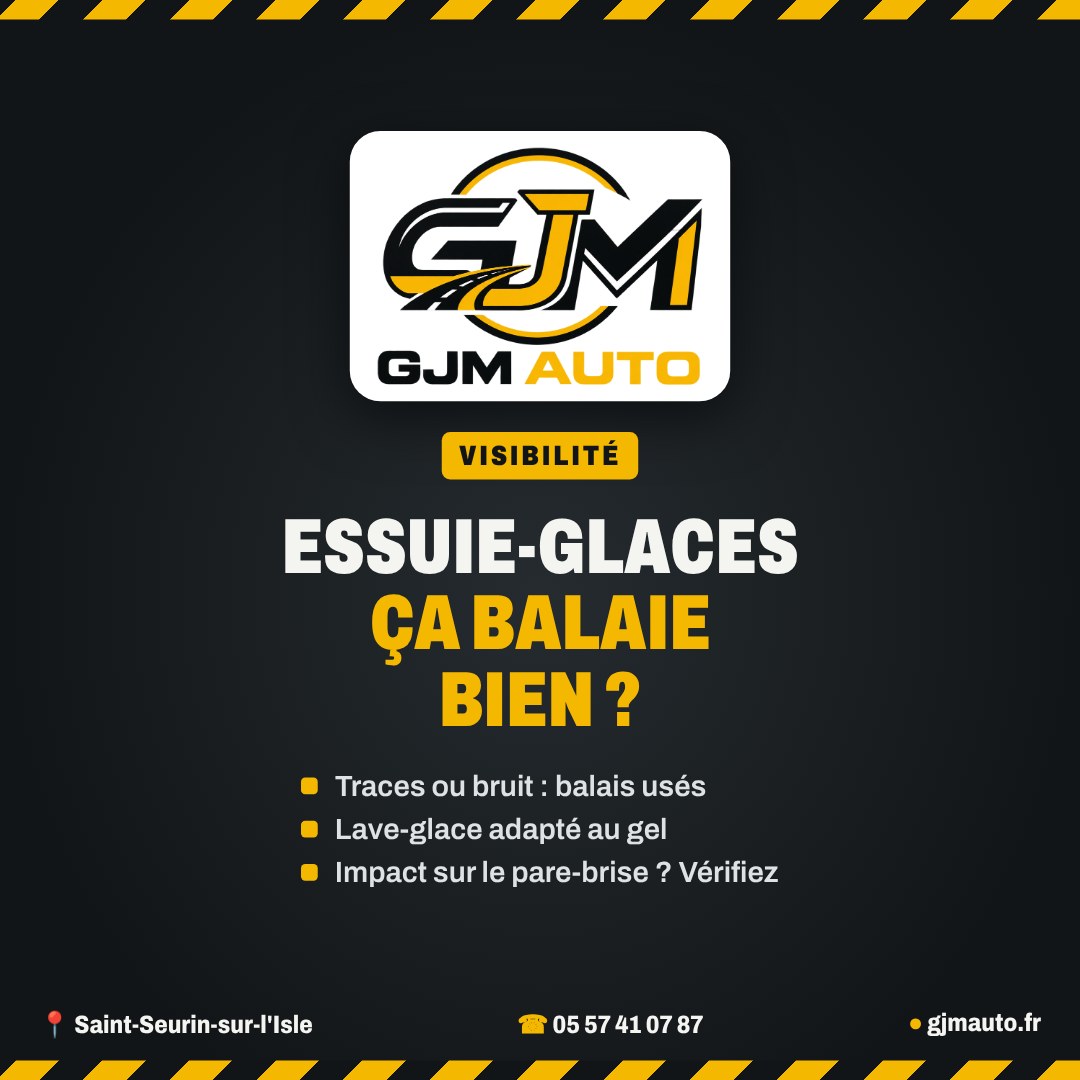 GJM
GJM AUTO
VISIBILITÉ
ESSUIE-GLACES
ÇA BALAIE
BIEN ?
Traces ou bruit : balais usés
Lave-glace adapté au gel
Impact sur le pare-brise ? Vérifiez
Saint-Seurin-sur-l'Isle
05 57 41 07 87
gjmauto.fr